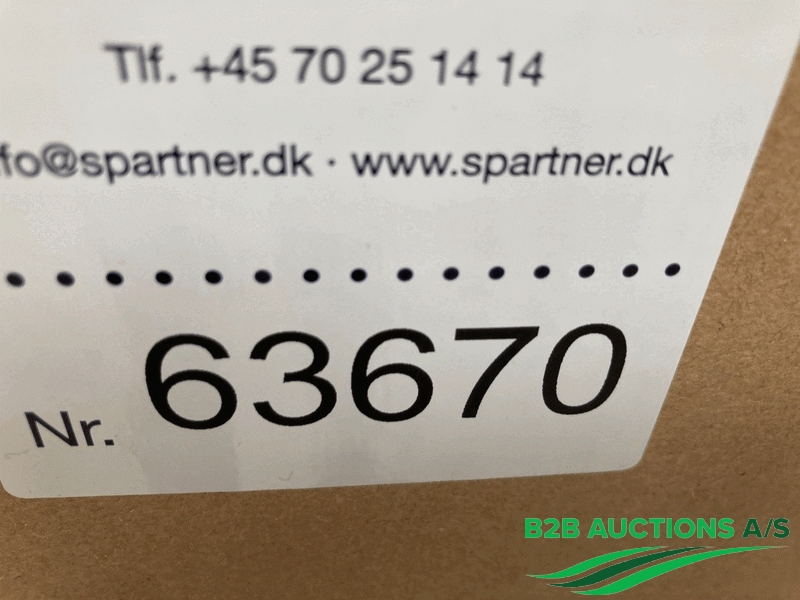 Tlf. +45 70 25 14 14
fo@spartner.dk · www.spartner.dk
Nr. 63670
B2B AUCTIONS A/S